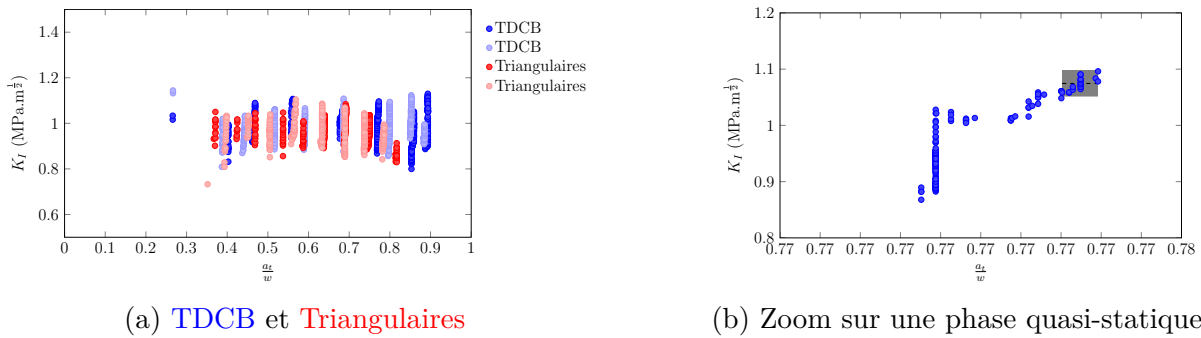 1.4
1.2
1
0.8
0.6
K_I (MPa.m^{1/2})
0 0.1 0.2 0.3 0.4 0.5 0.6 0.7 0.8 0.9 1
a_t/w
TDCB
TDCB
Triangulaires
Triangulaires
(a) TDCB et Triangulaires
1.2
1.1
1
0.9
0.8
K_I (MPa.m^{1/2})
0.77 0.77 0.77 0.77 0.77 0.77 0.77 0.77 0.77 0.77 0.78
a_t/w
(b) Zoom sur une phase quasi-statique